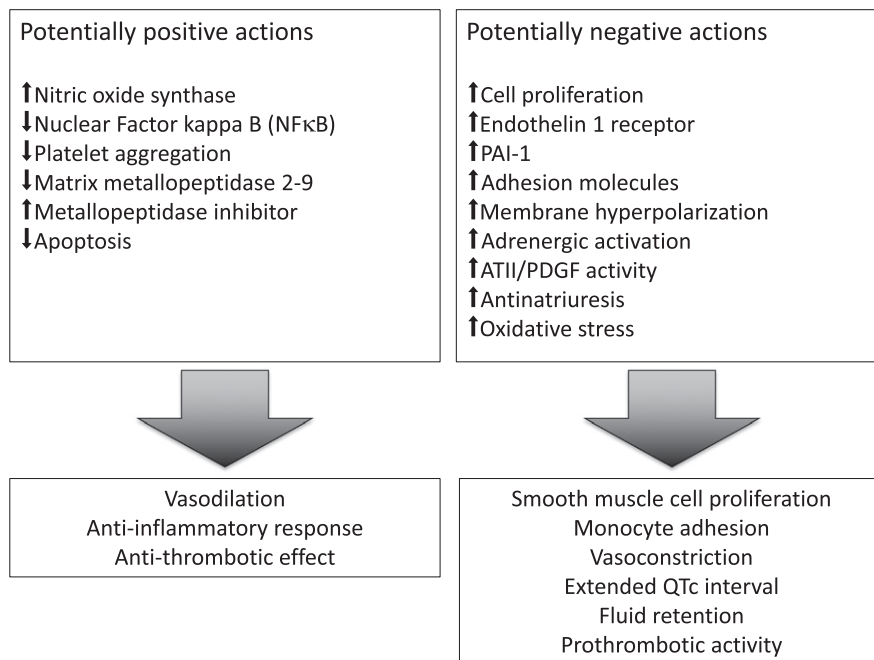 Potentially positive actions
⬆Nitric oxide synthase
⬇Nuclear Factor kappa B (NFκB)
⬇Platelet aggregation
⬇Matrix metallopeptidase 2-9
⬆Metallopeptidase inhibitor
⬇Apoptosis
Vasodilation
Anti-inflammatory response
Anti-thrombotic effect
Potentially negative actions
⬆Cell proliferation
⬆Endothelin 1 receptor
⬆PAI-1
⬆Adhesion molecules
⬆Membrane hyperpolarization
⬆Adrenergic activation
⬆ATII/PDGF activity
⬆Antinatriuresis
⬆Oxidative stress
Smooth muscle cell proliferation
Monocyte adhesion
Vasoconstriction
Extended QTc interval
Fluid retention
Prothrombotic activity